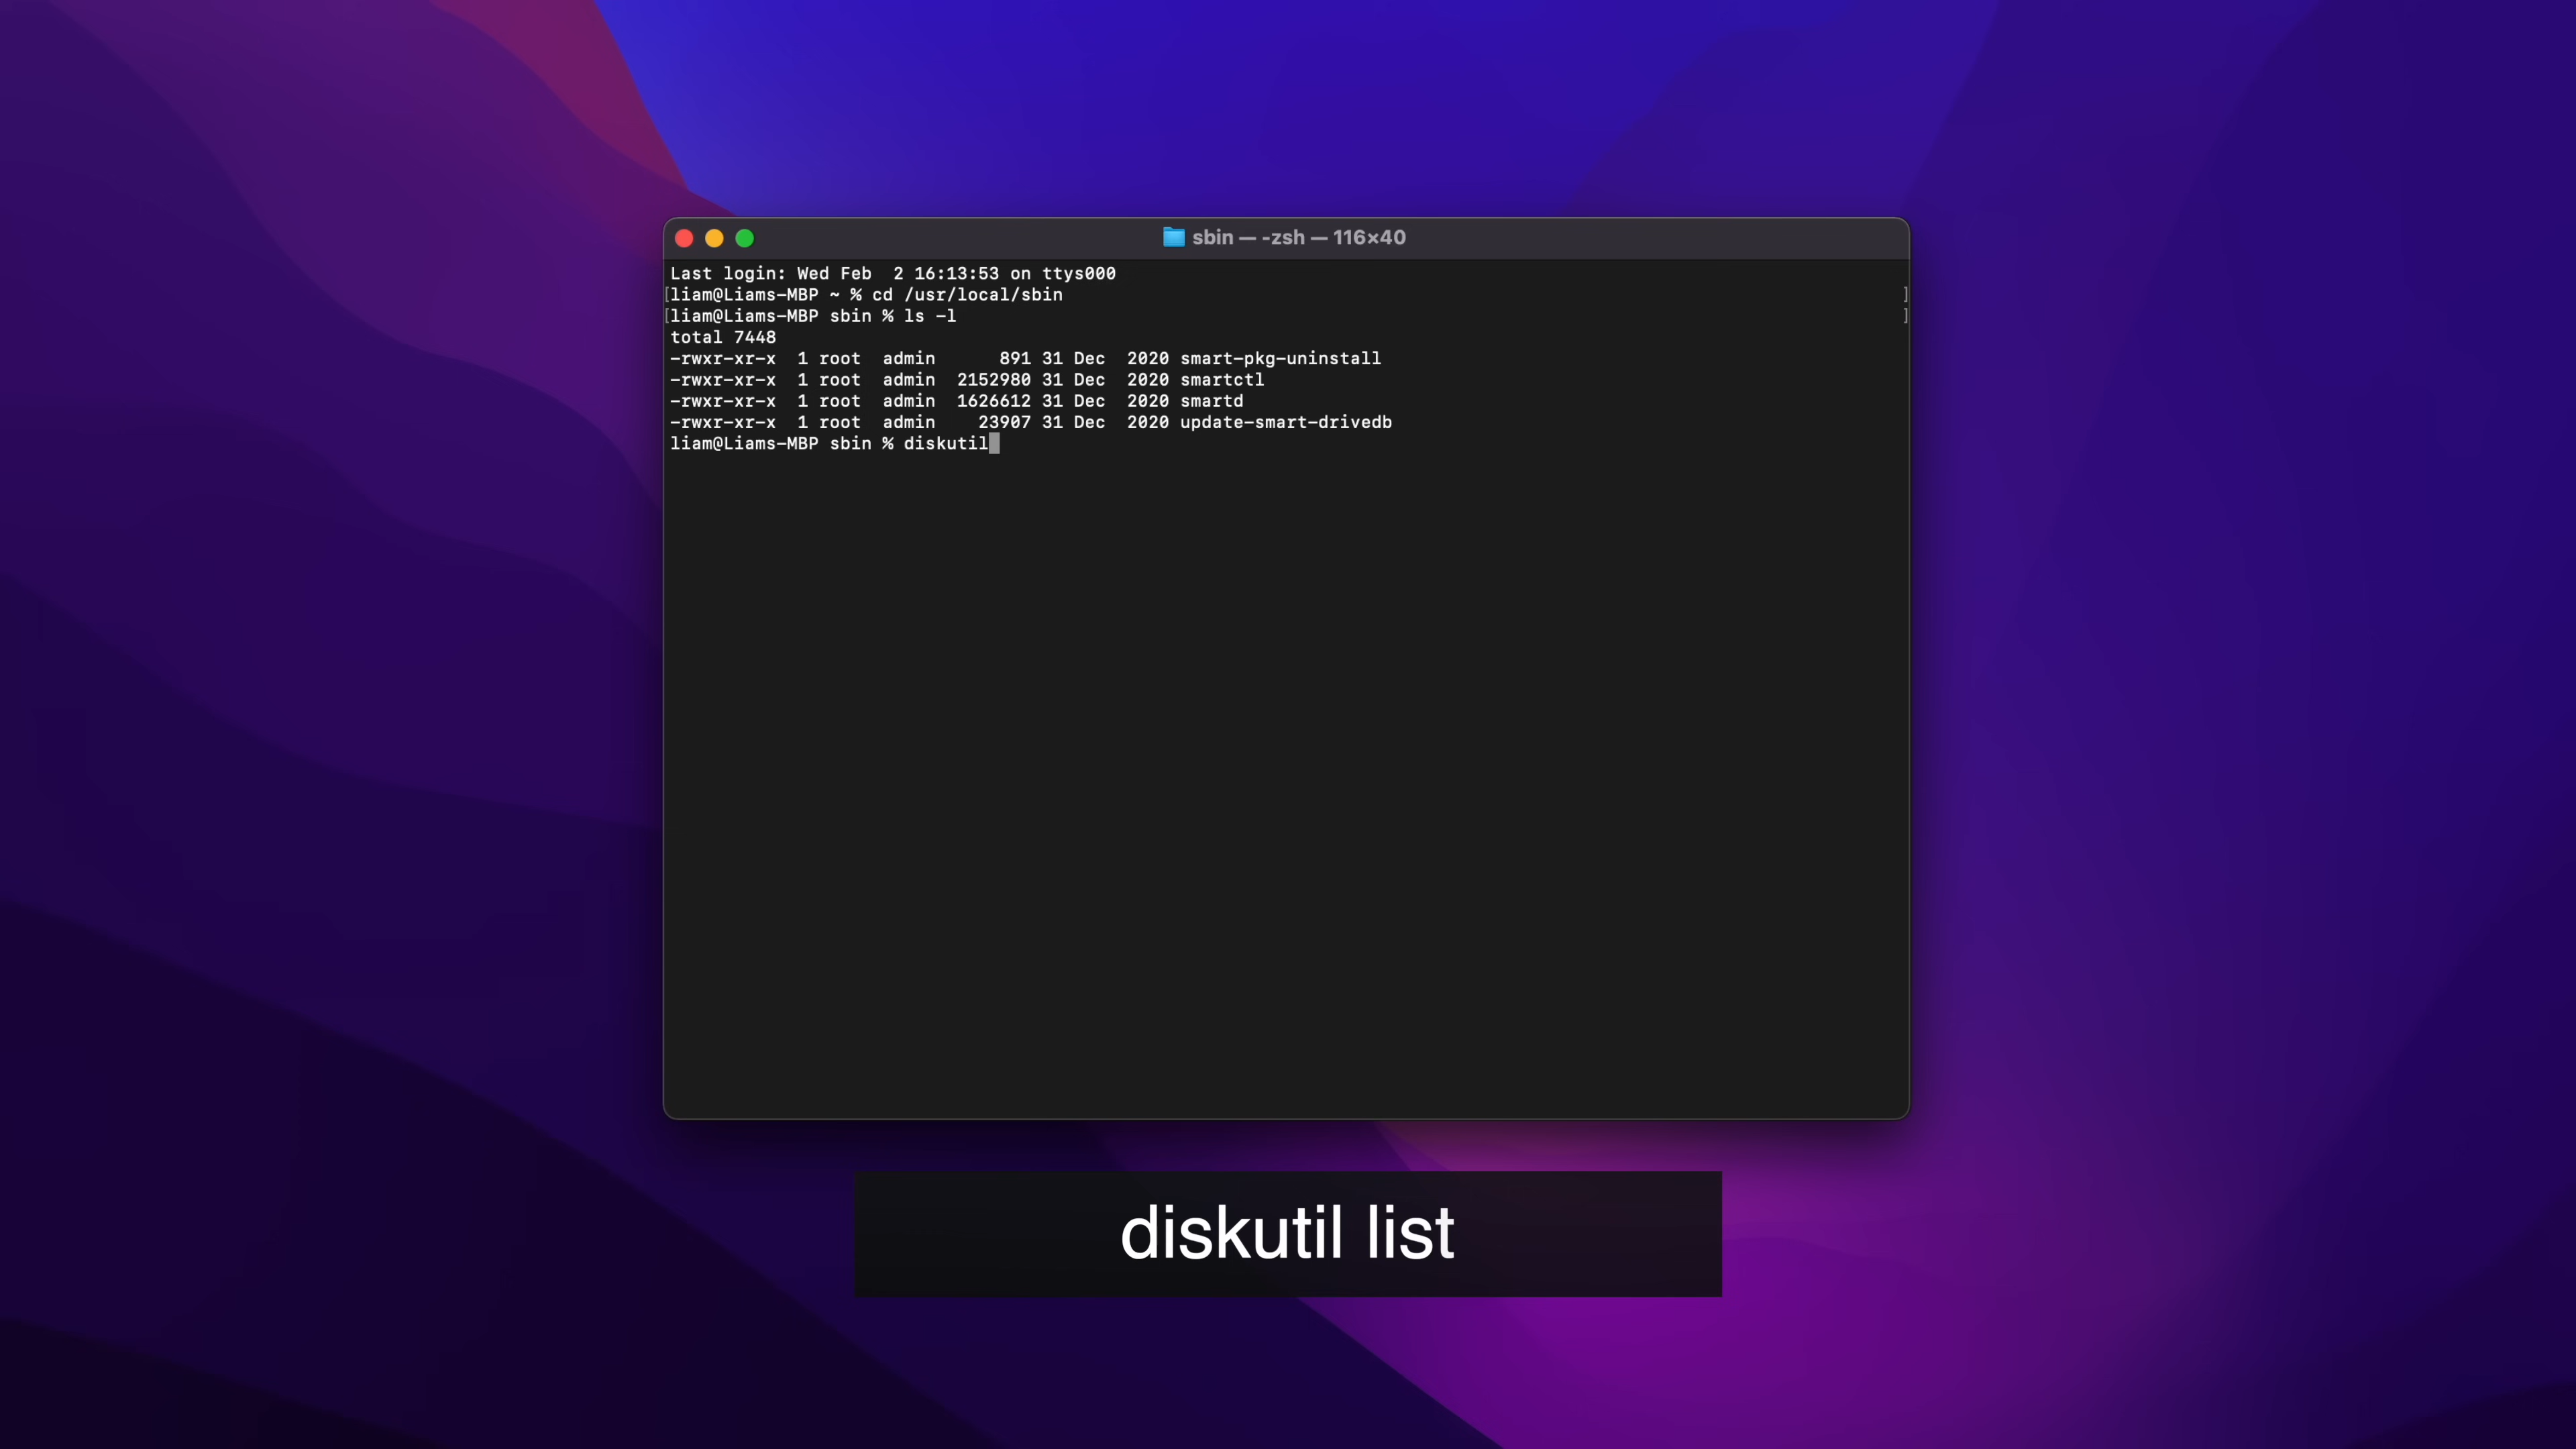 sbin — -zsh — 116×40
Last login: Wed Feb  2 16:13:53 on ttys000
[liam@Liams-MBP ~ % cd /usr/local/sbin ]
[liam@Liams-MBP sbin % ls -l ]
total 7448
-rwxr-xr-x  1 root  admin      891 31 Dec  2020 smart-pkg-uninstall
-rwxr-xr-x  1 root  admin  2152980 31 Dec  2020 smartctl
-rwxr-xr-x  1 root  admin  1626612 31 Dec  2020 smartd
-rwxr-xr-x  1 root  admin    23907 31 Dec  2020 update-smart-drivedb
liam@Liams-MBP sbin % diskutil
diskutil list